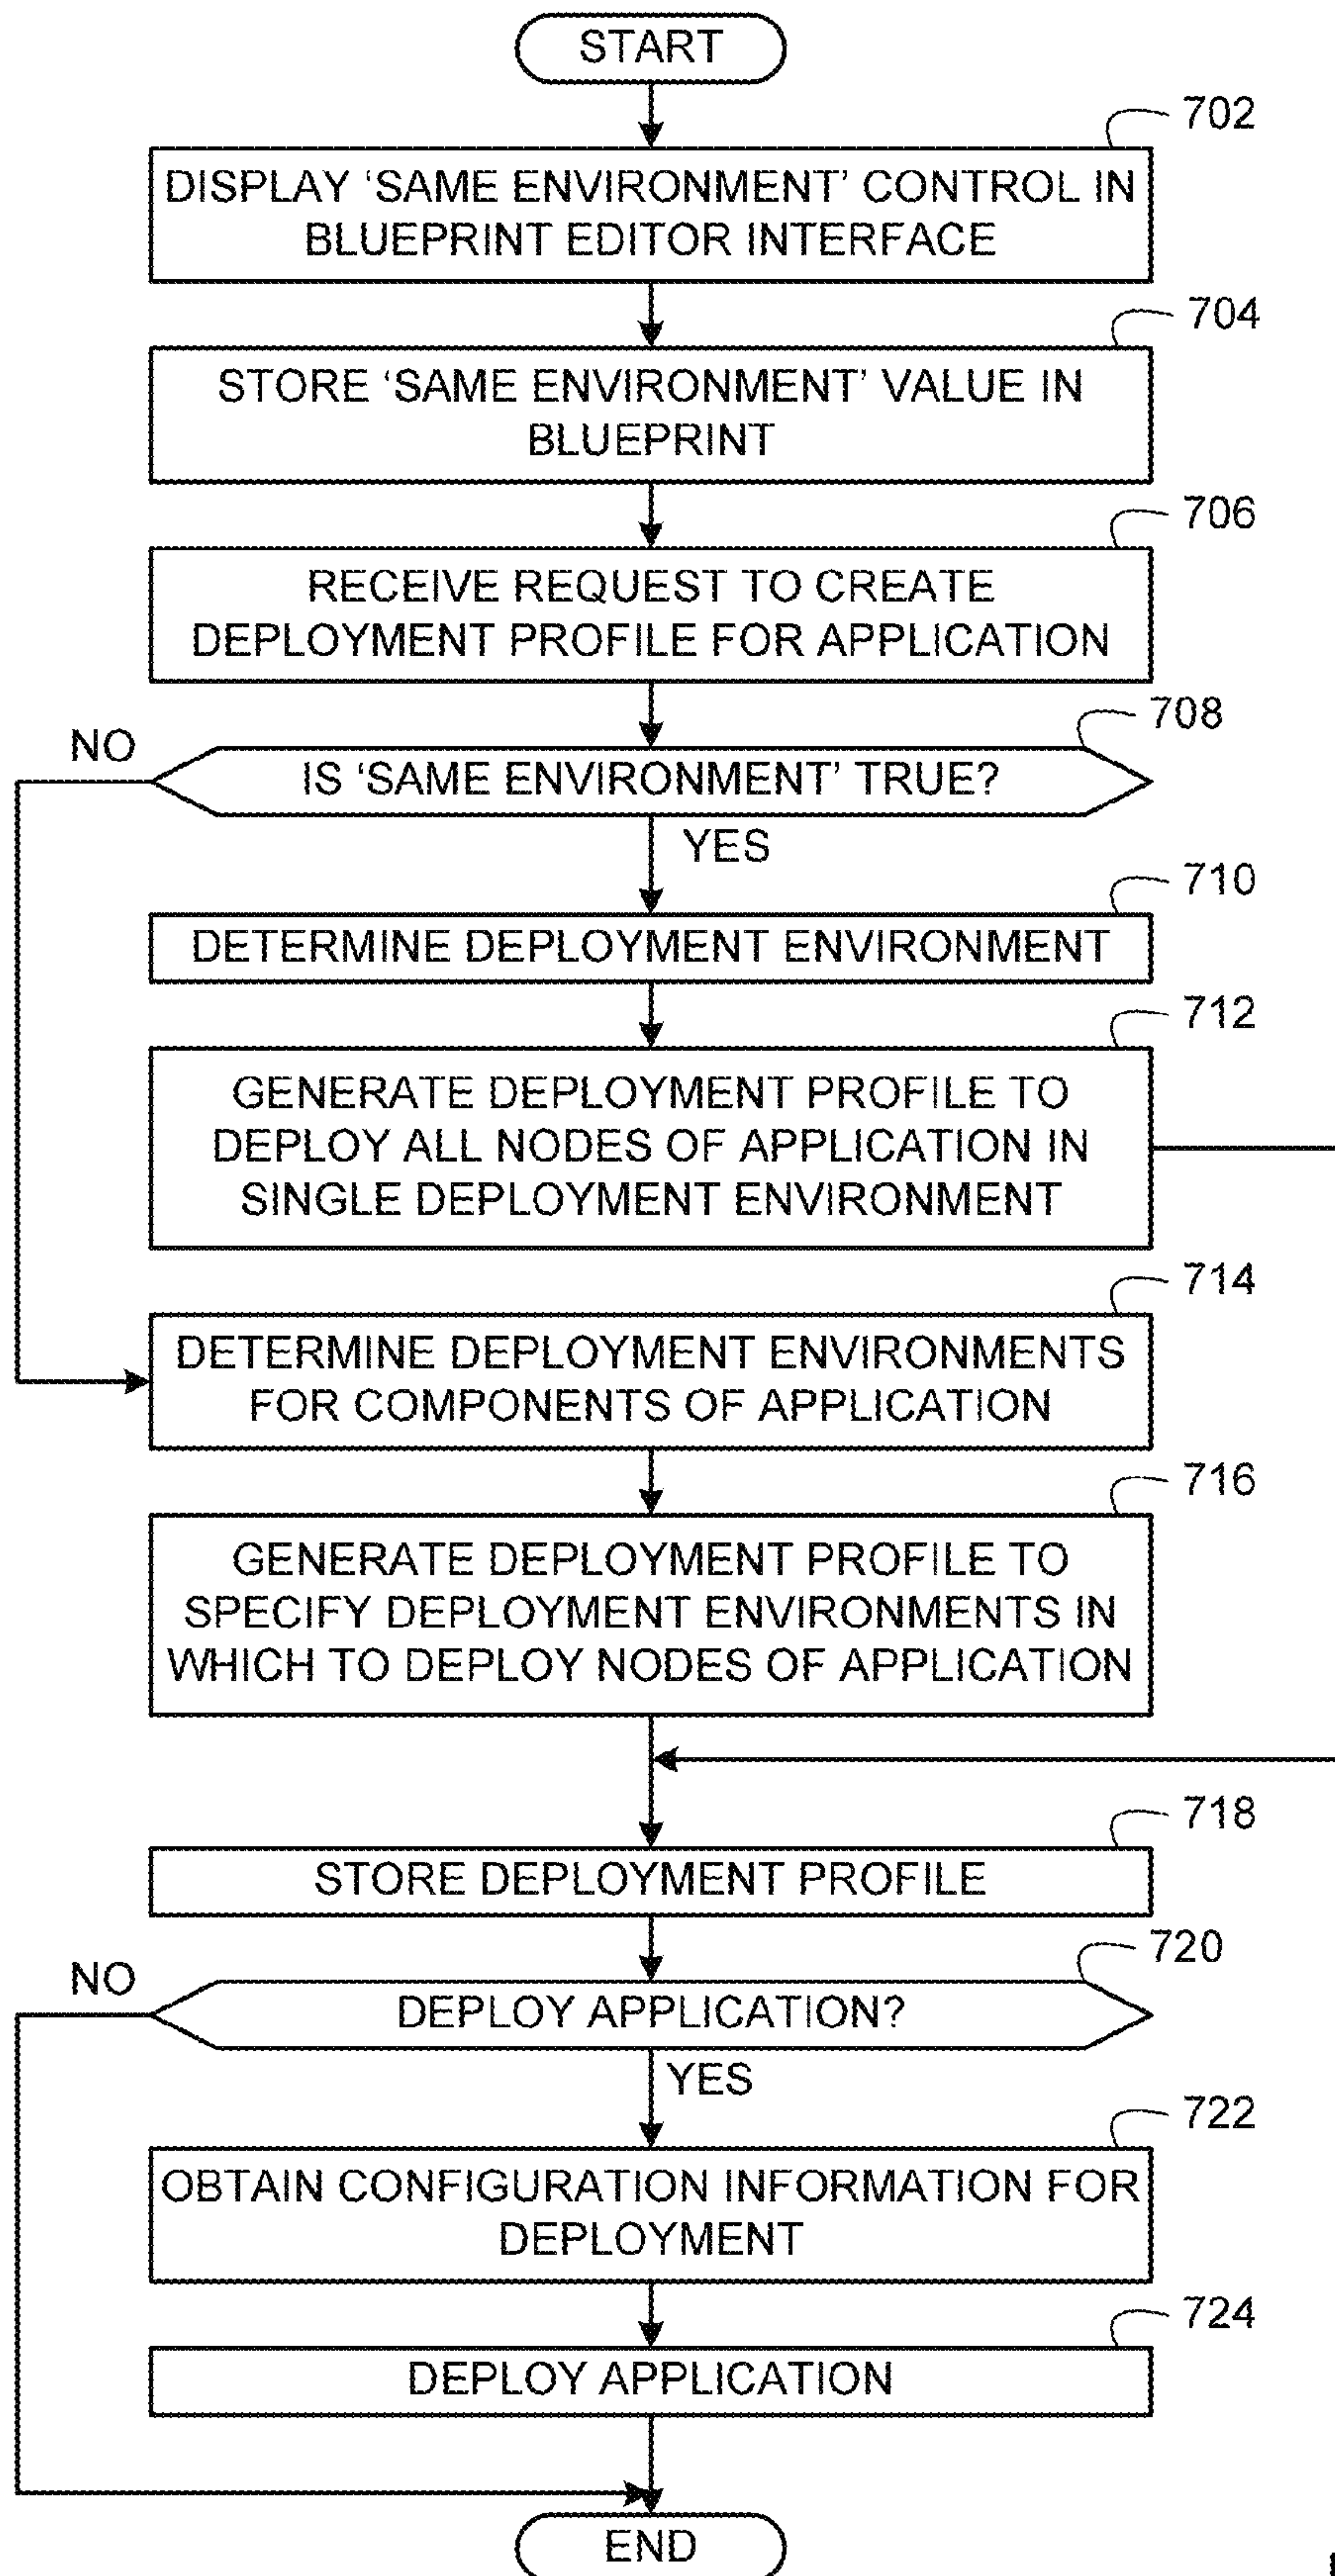 START
702
DISPLAY ‘SAME ENVIRONMENT’ CONTROL IN
BLUEPRINT EDITOR INTERFACE
704
STORE ‘SAME ENVIRONMENT’ VALUE IN
BLUEPRINT
706
RECEIVE REQUEST TO CREATE
DEPLOYMENT PROFILE FOR APPLICATION
708
NO
IS ‘SAME ENVIRONMENT’ TRUE?
YES
710
DETERMINE DEPLOYMENT ENVIRONMENT
712
GENERATE DEPLOYMENT PROFILE TO
DEPLOY ALL NODES OF APPLICATION IN
SINGLE DEPLOYMENT ENVIRONMENT
714
DETERMINE DEPLOYMENT ENVIRONMENTS
FOR COMPONENTS OF APPLICATION
716
GENERATE DEPLOYMENT PROFILE TO
SPECIFY DEPLOYMENT ENVIRONMENTS IN
WHICH TO DEPLOY NODES OF APPLICATION
718
STORE DEPLOYMENT PROFILE
720
NO
DEPLOY APPLICATION?
YES
722
OBTAIN CONFIGURATION INFORMATION FOR
DEPLOYMENT
724
DEPLOY APPLICATION
END